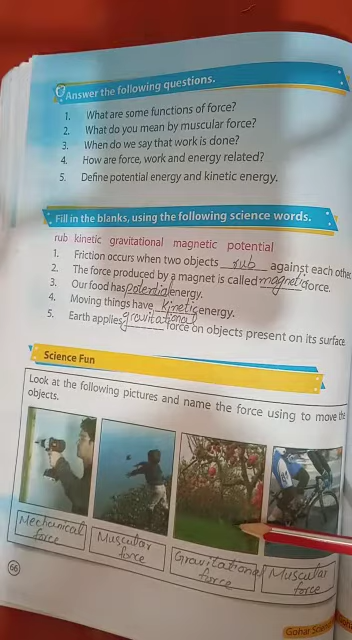 Answer the following questions.
1. What are some functions of force?
2. What do you mean by muscular force?
3. When do we say that work is done?
4. How are force, work and energy related?
5. Define potential energy and kinetic energy.
Fill in the blanks, using the following science words.
rub kinetic gravitational magnetic potential
1. Friction occurs when two objects rub against each other
2. The force produced by a magnet is called magnetic force.
3. Our food has potential energy.
4. Moving things have kinetic energy.
5. Earth applies gravitational force on objects present on its surface
Science Fun
Look at the following pictures and name the force using to move the
objects.
Mechanical force
Muscular force
Gravitational force
Muscular force
66
Gohar